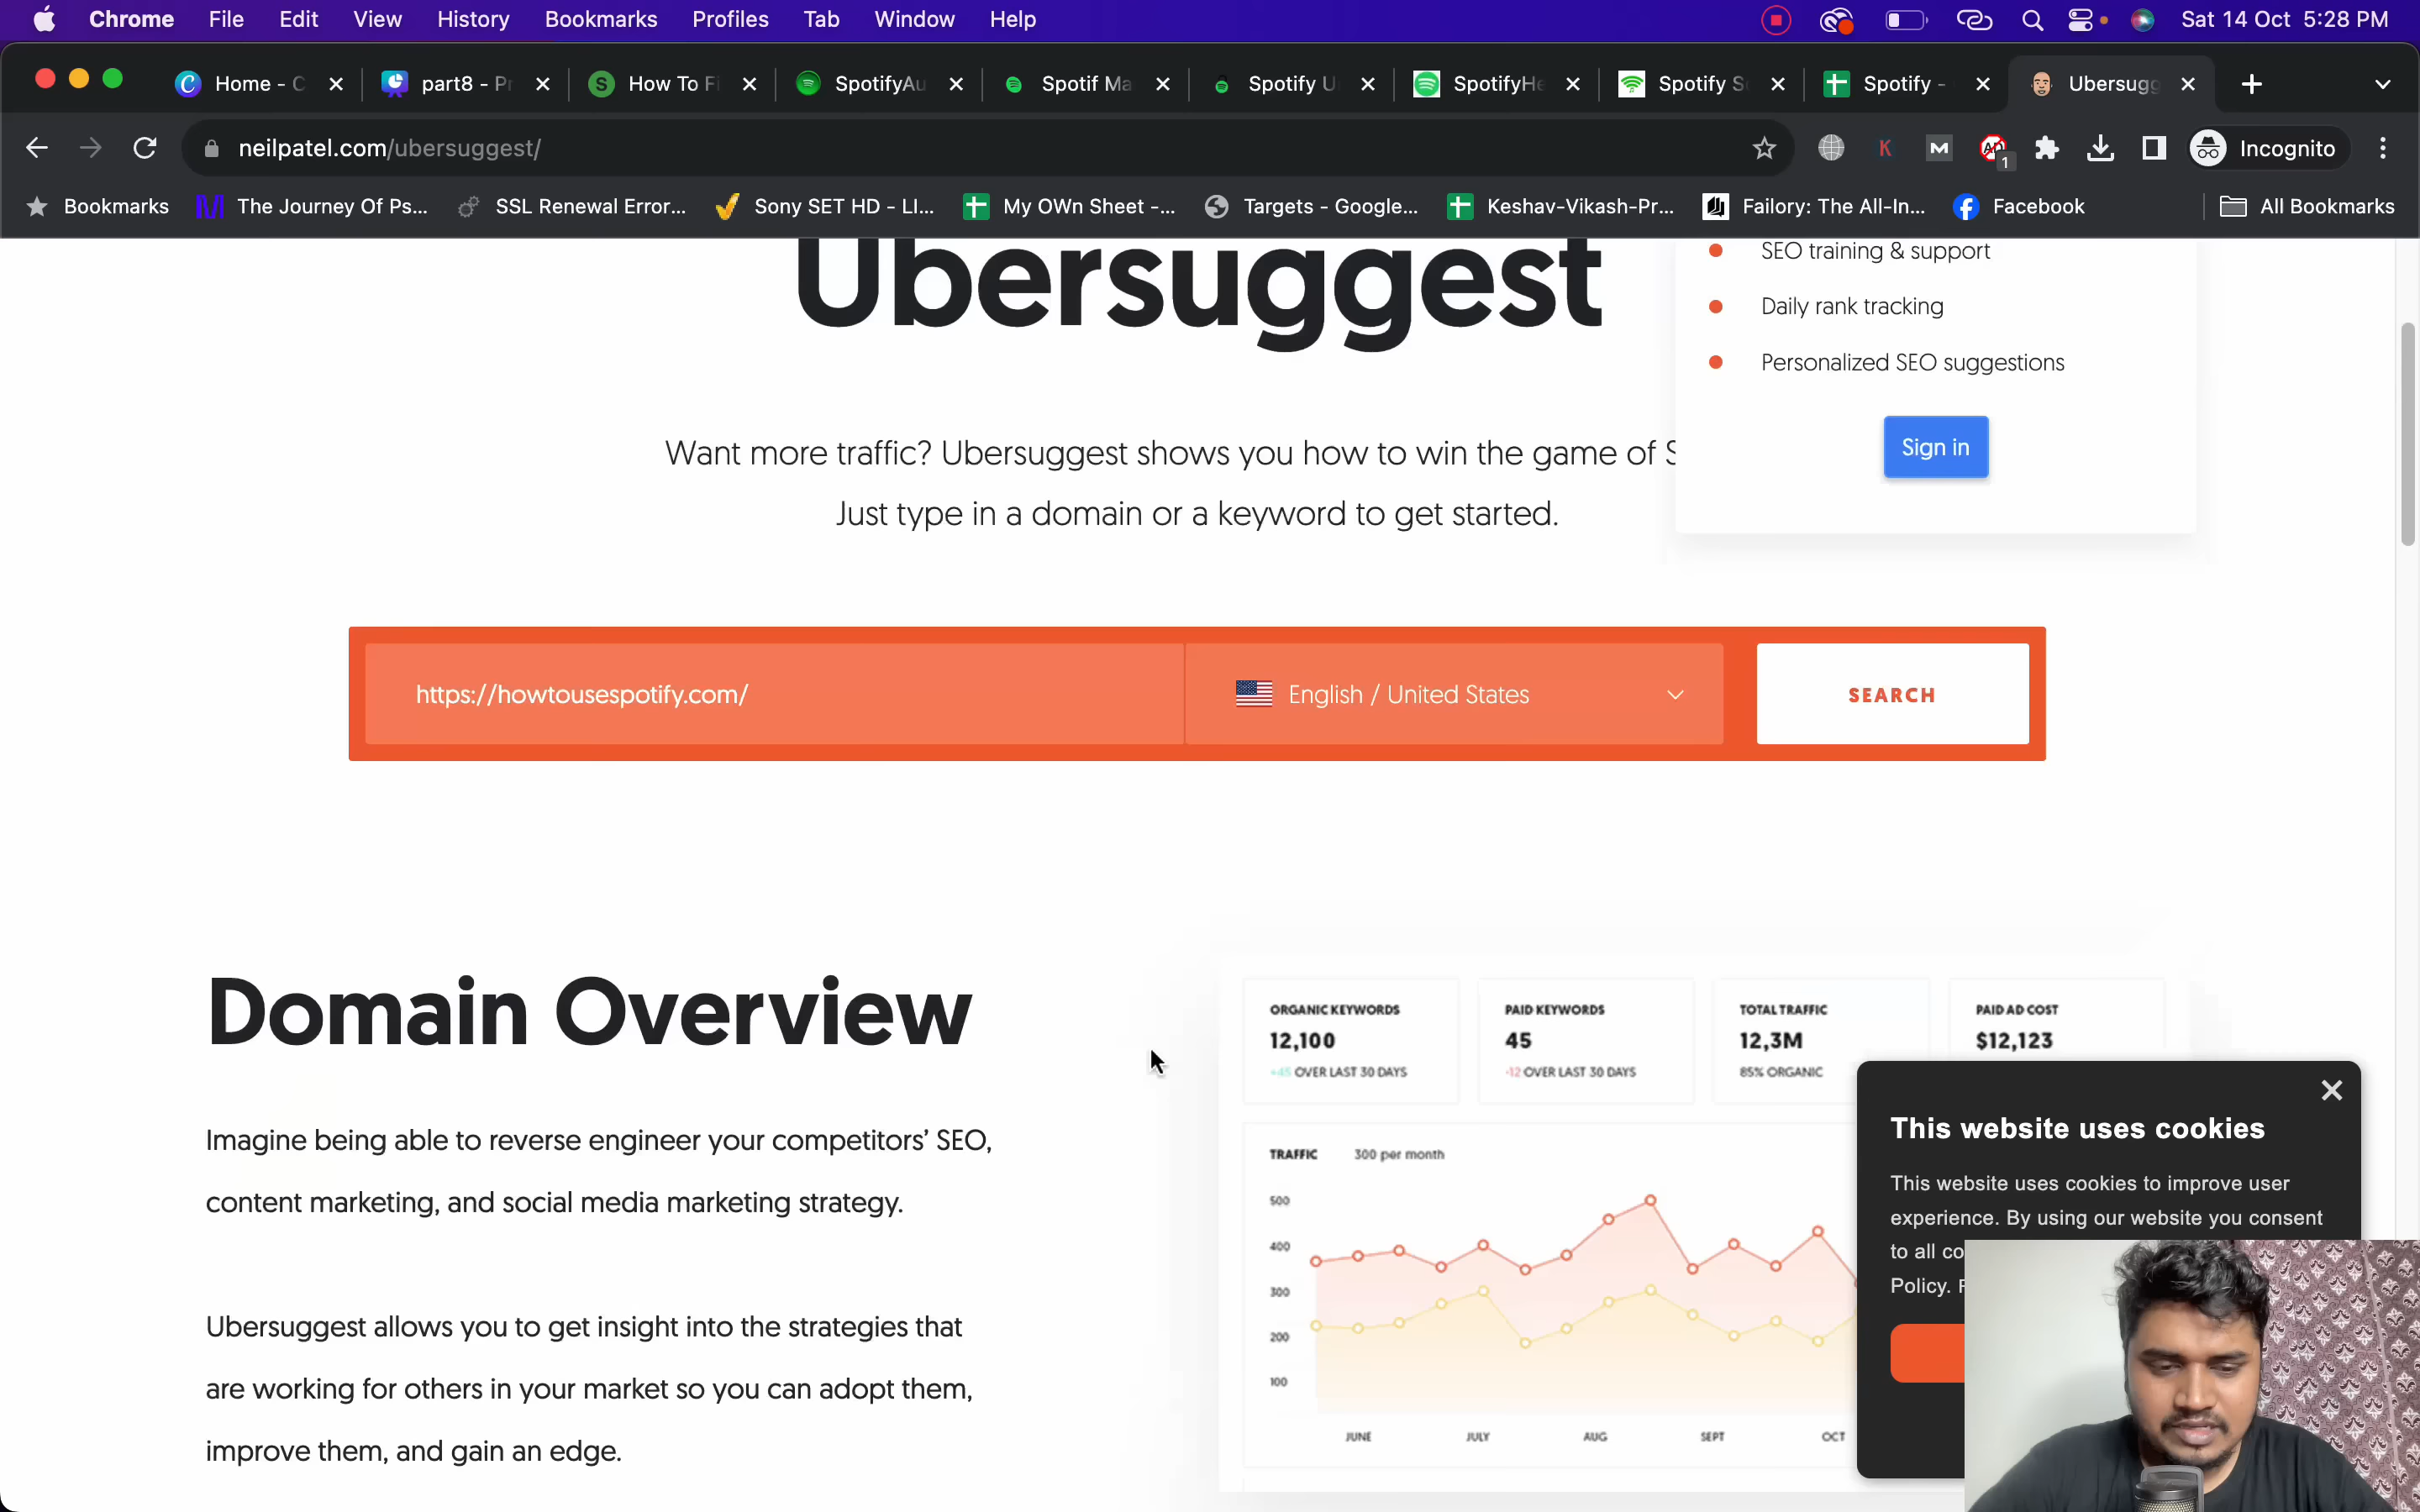 Chrome File Edit View History Bookmarks Profiles Tab Window Help Sat 14 Oct 5:28 PM
Home - C part8 - Pr How To Fi SpotifyAu Spotif Ma Spotify U SpotifyHe Spotify S Spotify - Ubersugg
neilpatel.com/ubersuggest/ 1 Incognito
Bookmarks The Journey Of Ps... SSL Renewal Error... Sony SET HD - LI... My OWn Sheet -... Targets - Google... Keshav-Vikash-Pr... Failory: The All-In... Facebook All Bookmarks
Ubersuggest
SEO training & support
Daily rank tracking
Personalized SEO suggestions
Sign in
Want more traffic? Ubersuggest shows you how to win the game of S
Just type in a domain or a keyword to get started.
https://howtousespotify.com/ English / United States SEARCH
Domain Overview
Imagine being able to reverse engineer your competitors’ SEO,
content marketing, and social media marketing strategy.
Ubersuggest allows you to get insight into the strategies that
are working for others in your market so you can adopt them,
improve them, and gain an edge.
ORGANIC KEYWORDS PAID KEYWORDS TOTAL TRAFFIC PAID AD COST
12,100 45 12,3M $12,123
+45 OVER LAST 30 DAYS -12 OVER LAST 30 DAYS 85% ORGANIC
TRAFFIC 300 per month
500
400
300
200
100
JUNE JULY AUG SEPT OCT
This website uses cookies
This website uses cookies to improve user
experience. By using our website you consent
to all co
Policy.